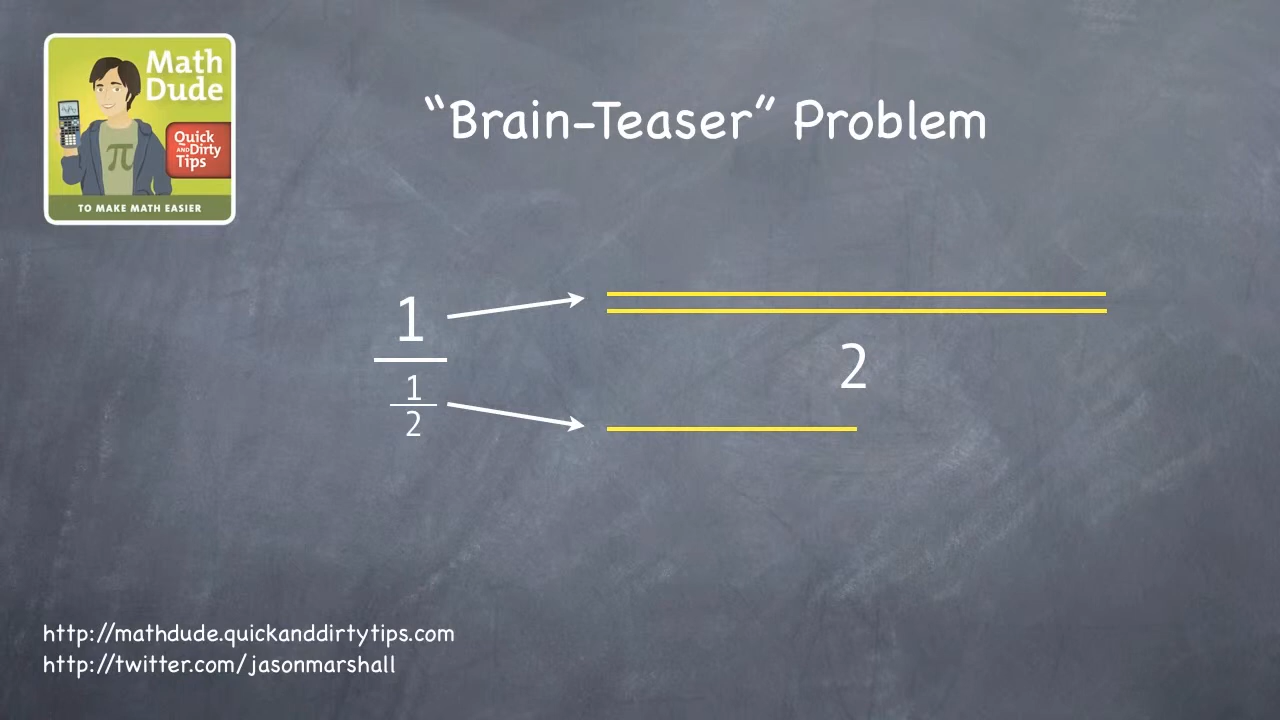 Math
Dude
Quick
AND Dirty
Tips
π
TO MAKE MATH EASIER
“Brain-Teaser” Problem
1
1
2
2
http://mathdude.quickanddirtytips.com
http://twitter.com/jasonmarshall